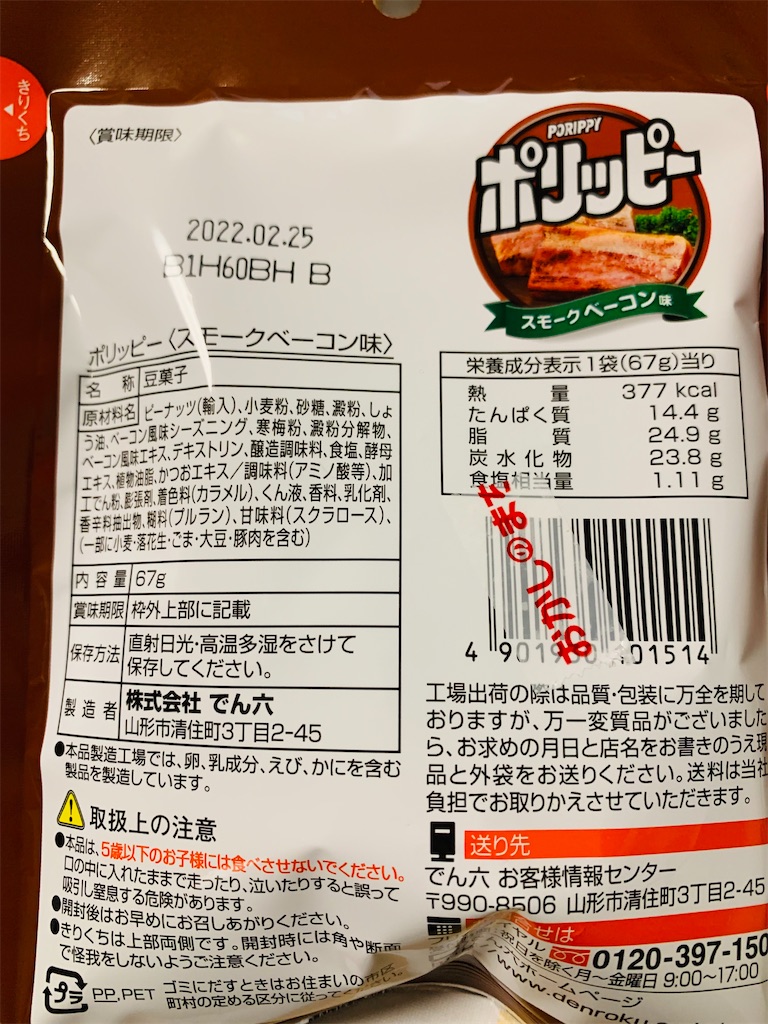 きりくち
〈賞味期限〉
2022.02.25
B1H60BH B
PORIPPY
ポリッピー
スモークベーコン味
ポリッピー〈スモークベーコン味〉
名称 豆菓子
原材料名 ピーナッツ(輸入)、小麦粉、砂糖、澱粉、しょ
う油、ベーコン風味シーズニング、寒梅粉、澱粉分解物、
ベーコン風味エキス、デキストリン、醸造調味料、食塩、酵母
エキス、植物油脂、かつおエキス/調味料(アミノ酸等)、加
工でん粉、膨張剤、着色料(カラメル)、くん液、香料、乳化剤、
香辛料抽出物、糊料(プルラン)、甘味料(スクラロース)、
(一部に小麦・落花生・ごま・大豆・豚肉を含む)
内容量 67g
賞味期限 枠外上部に記載
保存方法 直射日光・高温多湿をさけて
保存してください。
製造者 株式会社 でん六
山形市清住町3丁目2-45
●本品製造工場では、卵、乳成分、えび、かにを含む
製品を製造しています。
取扱上の注意
●本品は、5歳以下のお子様には食べさせないでください。
口の中に入れたままで走ったり、泣いたりすると誤って
吸引し窒息する危険があります。
●開封後はお早めにお召しあがりください。
●きりくちは上部両側です。開封時には角や断面
で怪我をしないようご注意ください。
プラ PP,PET ゴミにだすときはお住まいの市区
町村の定める区分に従って
栄養成分表示1袋(67g)当り
熱量 377 kcal
たんぱく質 14.4 g
脂質 24.9 g
炭水化物 23.8 g
食塩相当量 1.11 g
おかしのまち
4 901930 401514
工場出荷の際は品質・包装に万全を期して
おりますが、万一変質品がございました
ら、お求めの月日と店名をお書きのうえ現
品と外袋をお送りください。送料は当社
負担でお取りかえさせていただきます。
送り先
でん六 お客様情報センター
〒990-8506 山形市清住町3丁目2-45
せは
0120-397-150
祝日を除く月～金曜日 9:00～17:00
ホームページ
www.denroku.